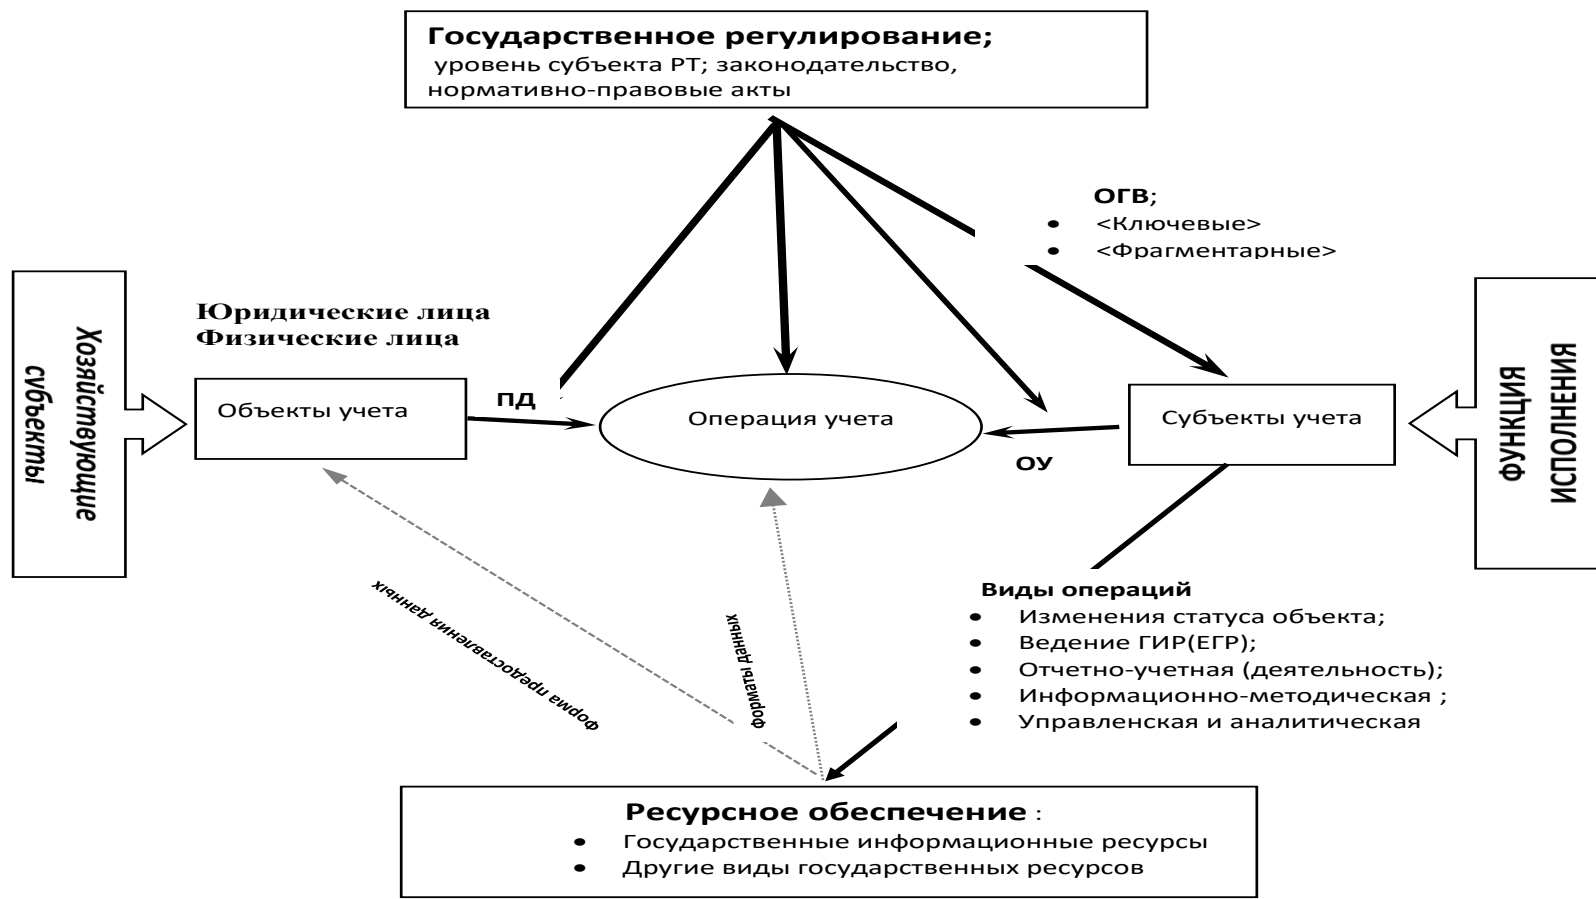 Государственное регулирование;
уровень субъекта РТ; законодательство,
нормативно-правовые акты
ОГВ;
• <Ключевые>
• <Фрагментарные>
Хозяйствующие
субъекты
Юридические лица
Физические лица
Объекты учета
ПД
Операция учета
ОУ
Субъекты учета
ФУНКЦИЯ
ИСПОЛНЕНИЯ
Форма предоставления данных
Форматы данных
Виды операций
• Изменения статуса объекта;
• Ведение ГИР(ЕГР);
• Отчетно-учетная (деятельность);
• Информационно-методическая ;
• Управленская и аналитическая
Ресурсное обеспечение :
• Государственные информационные ресурсы
• Другие виды государственных ресурсов